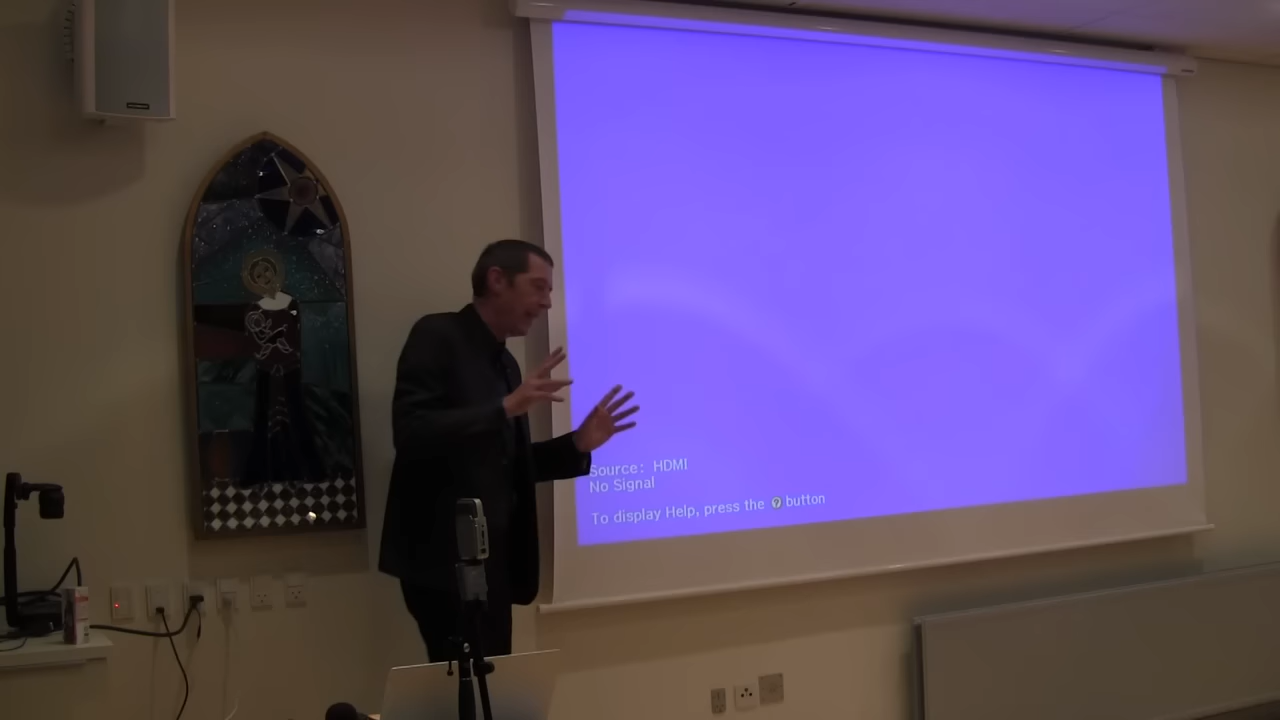 Source: HDMI
No Signal
To display Help, press the ? button